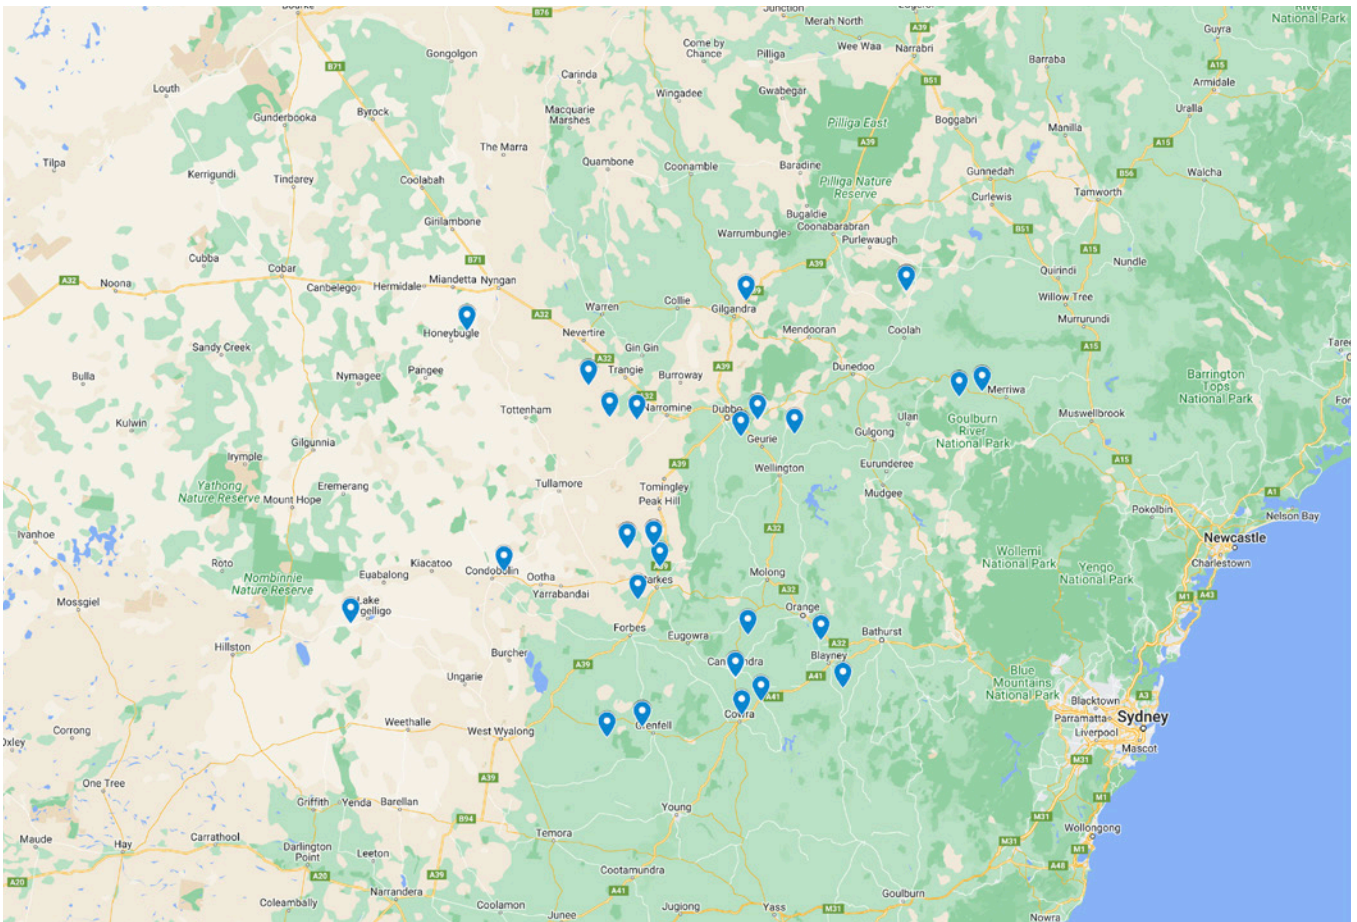 Bourke
B76
Junction
Merah North
Edgeroi
River
National Park
Guyra
Gongolgon
Come by
Chance
Pilliga
Wee Waa
Narrabri
A39
B71
Louth
Carinda
Wingadee
Gwabegar
B51
Barraba
A15
Armidale
Gunderbooka
Byrock
Macquarie
Marshes
Pilliga East
Boggabri
Manilla
Uralla
Tilpa
The Marra
A39
A15
Kerrigundi
Tindarey
Coolabah
Quambone
Coonamble
Baradine
Pilliga Nature
Reserve
Gunnedah
B56
Walcha
Tamworth
Curlewis
Girilambone
Bugaldie
Coonabarabran
Warrumbungle
Purlewaugh
B51
A15
Cubba
Cobar
B71
A39
Nundle
Quirindi
A32
Noona
Canbelego
Hermidale
Miandetta
Nyngan
Collie
A39
Willow Tree
Warren
Gilgandra
Murrurundi
A32
Honeybugle
Nevertire
Mendooran
Coolah
Sandy Creek
Gin Gin
Taree
A32
Trangie
A39
Burroway
Dunedoo
Barrington
Tops
National Park
Bulla
Nymagee
Pangee
Merriwa
A32
Narromine
Dubbo
Ulan
Goulburn
River
National Park
Muswellbrook
Tottenham
Kulwin
Gilgunnia
Geurie
Gulgong
Irymple
A39
Wellington
Eurunderee
A15
Yathong
Nature Reserve
Eremerang
Tullamore
Tomingley
Mudgee
A1
Mount Hope
Peak Hill
Pokolbin
Nelson Bay
Ivanhoe
A32
Newcastle
Wollemi
National Park
Yengo
National Park
Charlestown
Roto
Nombinnie
Nature Reserve
Kiacatoo
Condobolin
Euabalong
Ootha
A39
Molong
Parkes
Yarrabandai
A32
M1
A43
Mossgiel
Lake
Orange
Forbes
Eugowra
Bathurst
A32
Hillston
Burcher
Blayney
Blue
Mountains
National Park
A39
A41
Ungarie
A3
A41
Blacktown
Weethalle
Grenfell
Cowra
Parramatta
Sydney
Corrong
West Wyalong
Liverpool
Mascot
M31
A39
One Tree
Griffith
Yenda
Barellan
M1
Young
B94
M31
Maude
Carrathool
Temora
Wollongong
Hay
Darlington
Point
M31
M1
Leeton
A48
A20
A20
A39
Cootamundra
Narrandera
A41
Goulburn
Coleambally
Coolamon
Junee
Jugiong
Yass
M31
Nowra